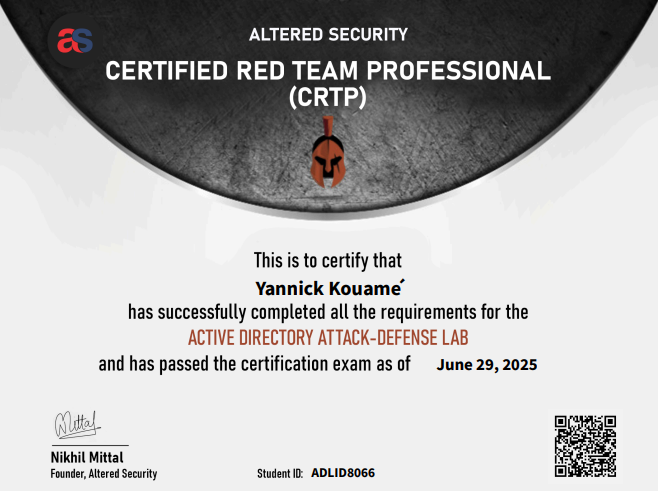 as
ALTERED SECURITY
CERTIFIED RED TEAM PROFESSIONAL
(CRTP)
This is to certify that
Yannick Kouamé
has successfully completed all the requirements for the
ACTIVE DIRECTORY ATTACK-DEFENSE LAB
and has passed the certification exam as of June 29, 2025
Mittal
Nikhil Mittal
Founder, Altered Security
Student ID: ADLID8066